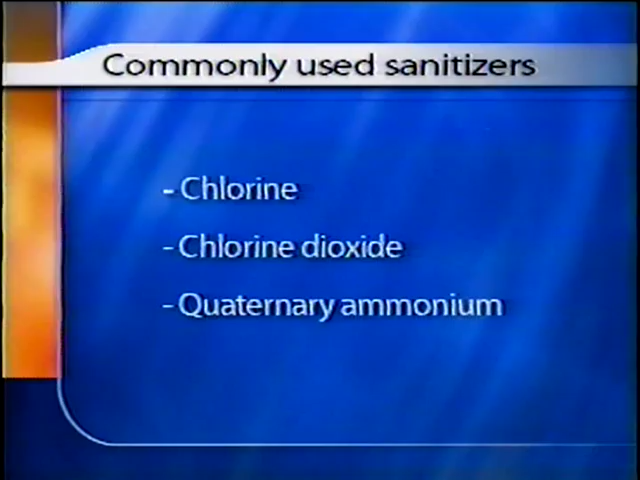 Commonly used sanitizers
- Chlorine
- Chlorine dioxide
- Quaternary ammonium